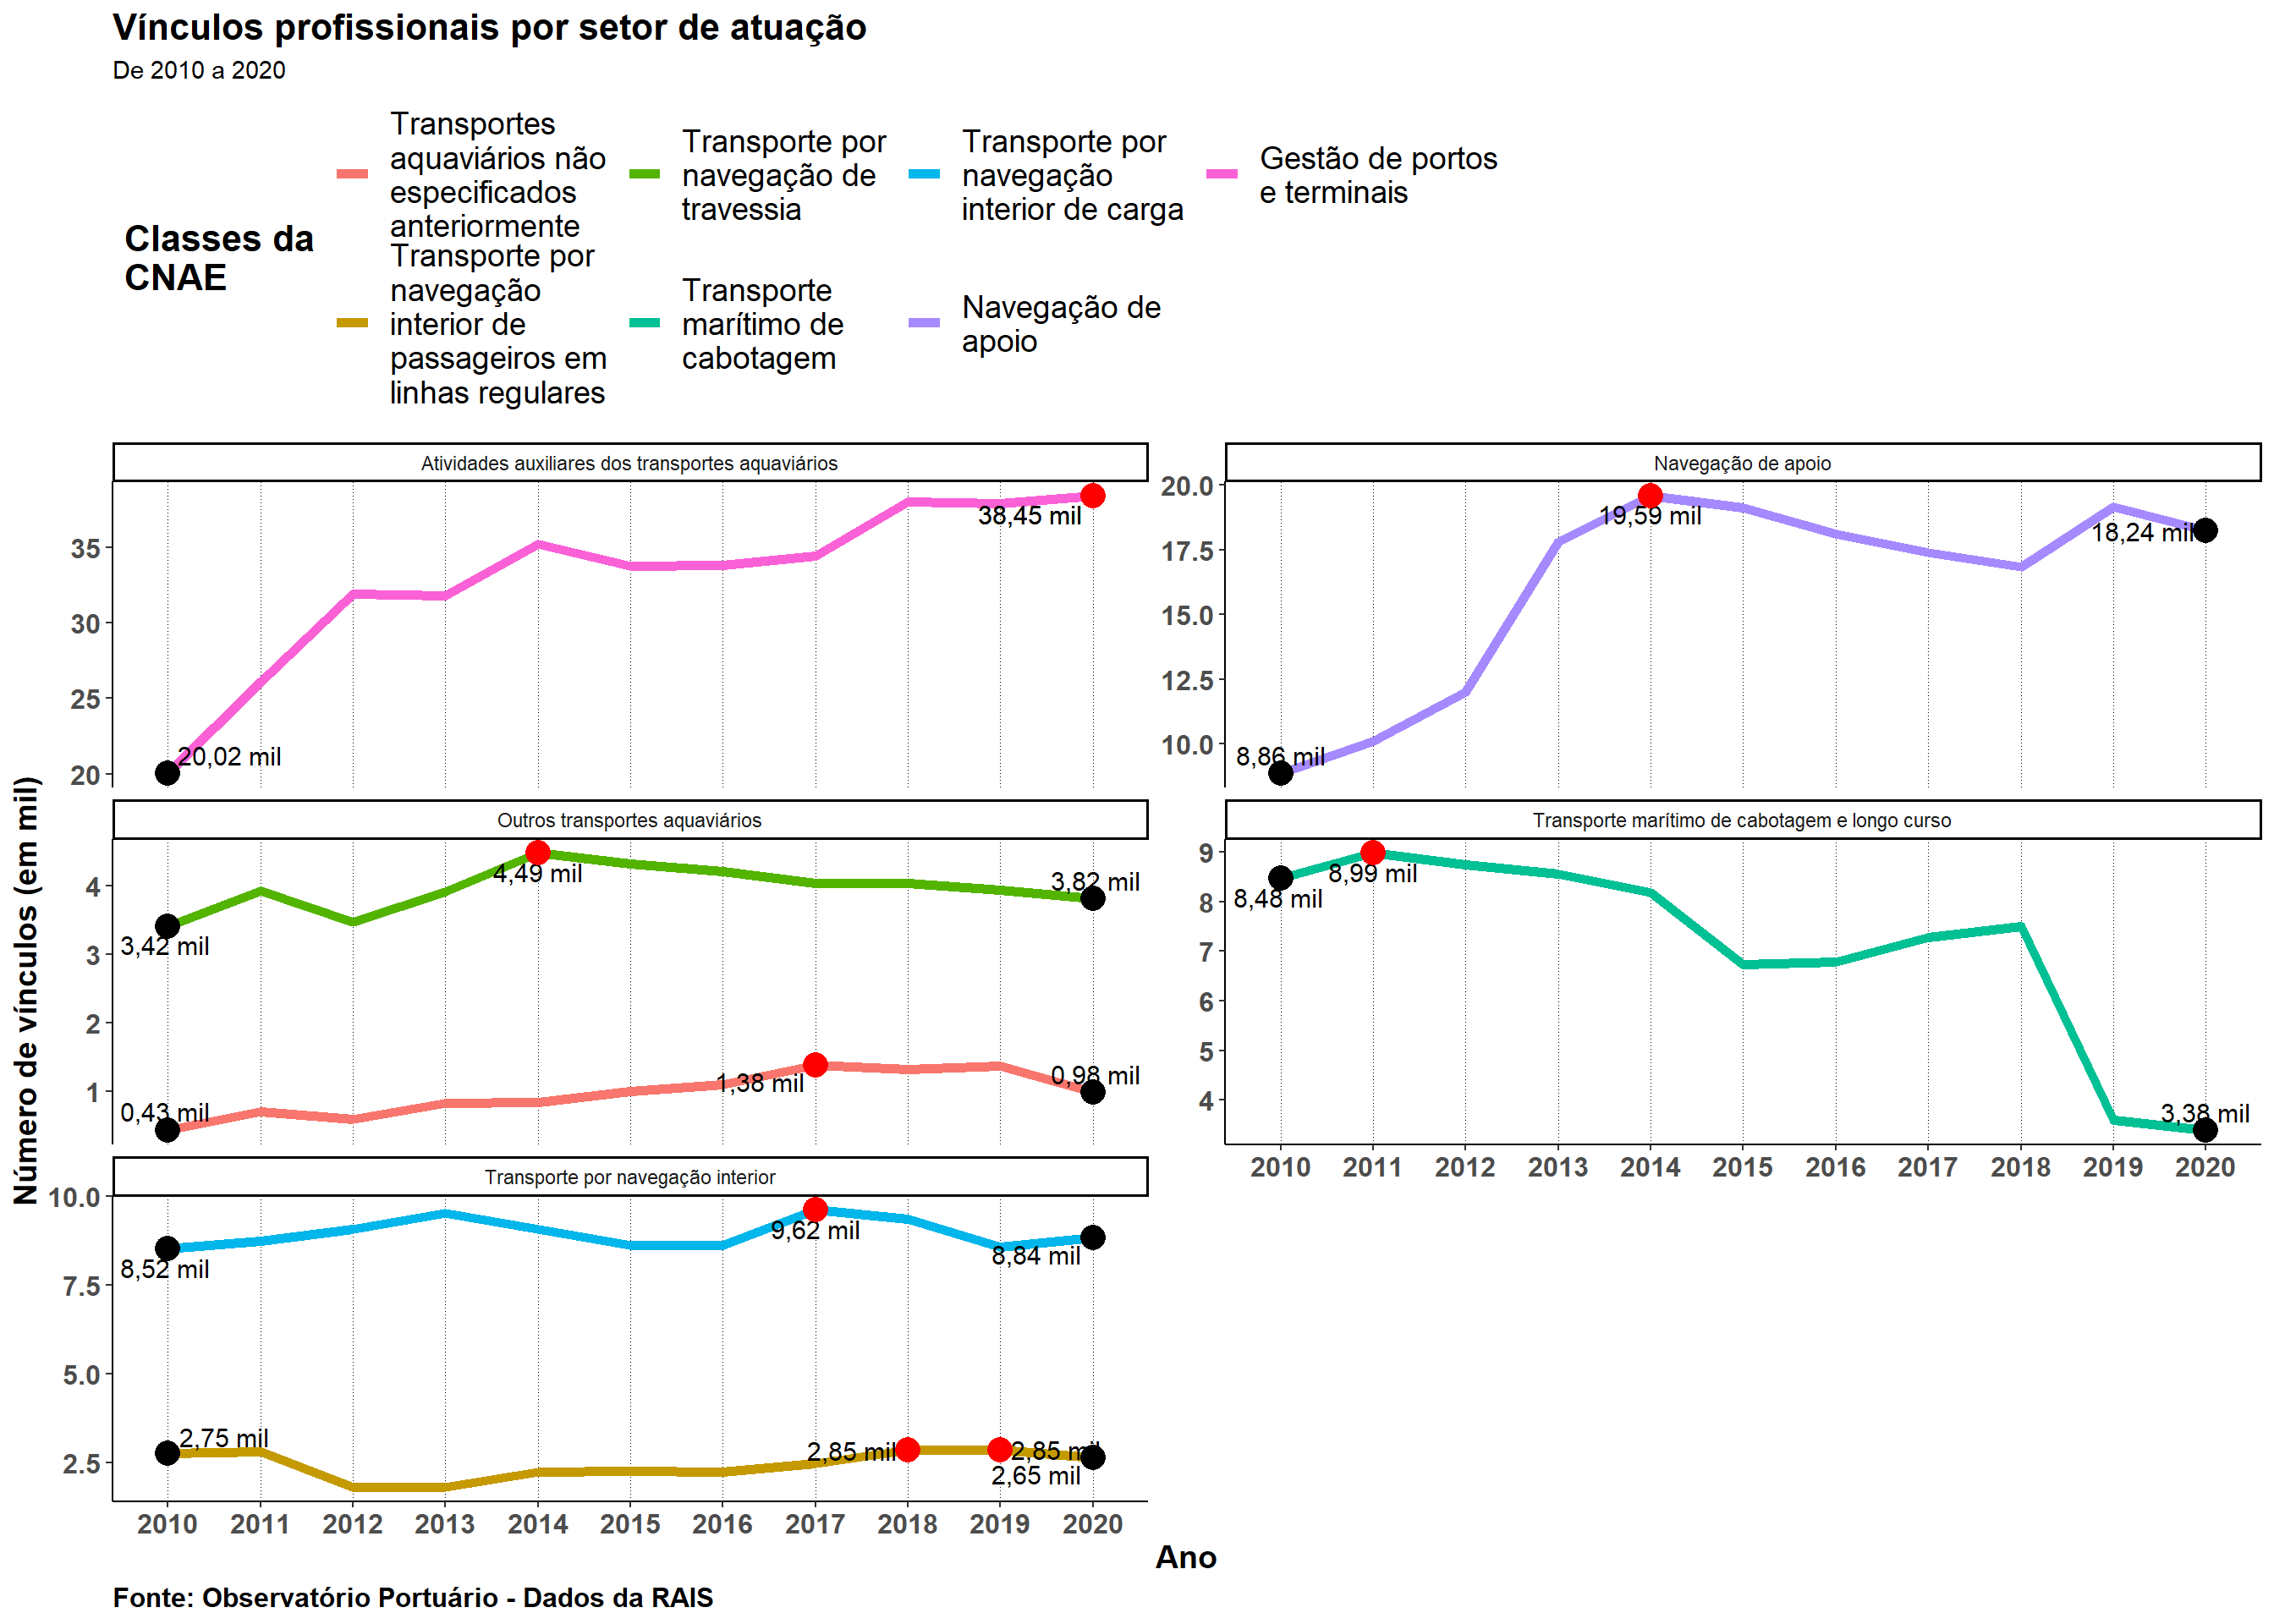 Vínculos profissionais por setor de atuação
De 2010 a 2020
Classes da
CNAE
Transportes
aquaviários não
especificados
anteriormente
Transporte por
navegação
interior de
passageiros em
linhas regulares
Transporte por
navegação de
travessia
Transporte
marítimo de
cabotagem
Transporte por
navegação
interior de carga
Navegação de
apoio
Gestão de portos
e terminais
Número de vínculos (em mil)
Atividades auxiliares dos transportes aquaviários
35
30
25
20
20,02 mil
38,45 mil
Navegação de apoio
20.0
17.5
15.0
12.5
10.0
8,86 mil
19,59 mil
18,24 mil
Outros transportes aquaviários
4
3
2
1
3,42 mil
4,49 mil
3,82 mil
0,43 mil
1,38 mil
0,98 mil
Transporte marítimo de cabotagem e longo curso
9
8
7
6
5
4
8,48 mil
8,99 mil
3,38 mil
2010 2011 2012 2013 2014 2015 2016 2017 2018 2019 2020
Transporte por navegação interior
10.0
7.5
5.0
2.5
8,52 mil
9,62 mil
8,84 mil
2,75 mil
2,85 mil
2,85 mil
2,65 mil
2010 2011 2012 2013 2014 2015 2016 2017 2018 2019 2020
Ano
Fonte: Observatório Portuário - Dados da RAIS